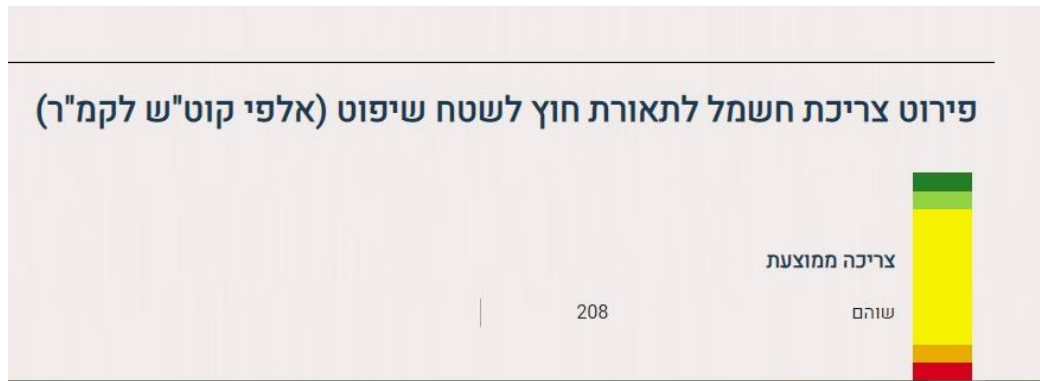 פירוט צריכת חשמל לתאורת חוץ לשטח שיפוט (אלפי קוט"ש לקמ"ר)
צריכה ממוצעת
שוהם 208